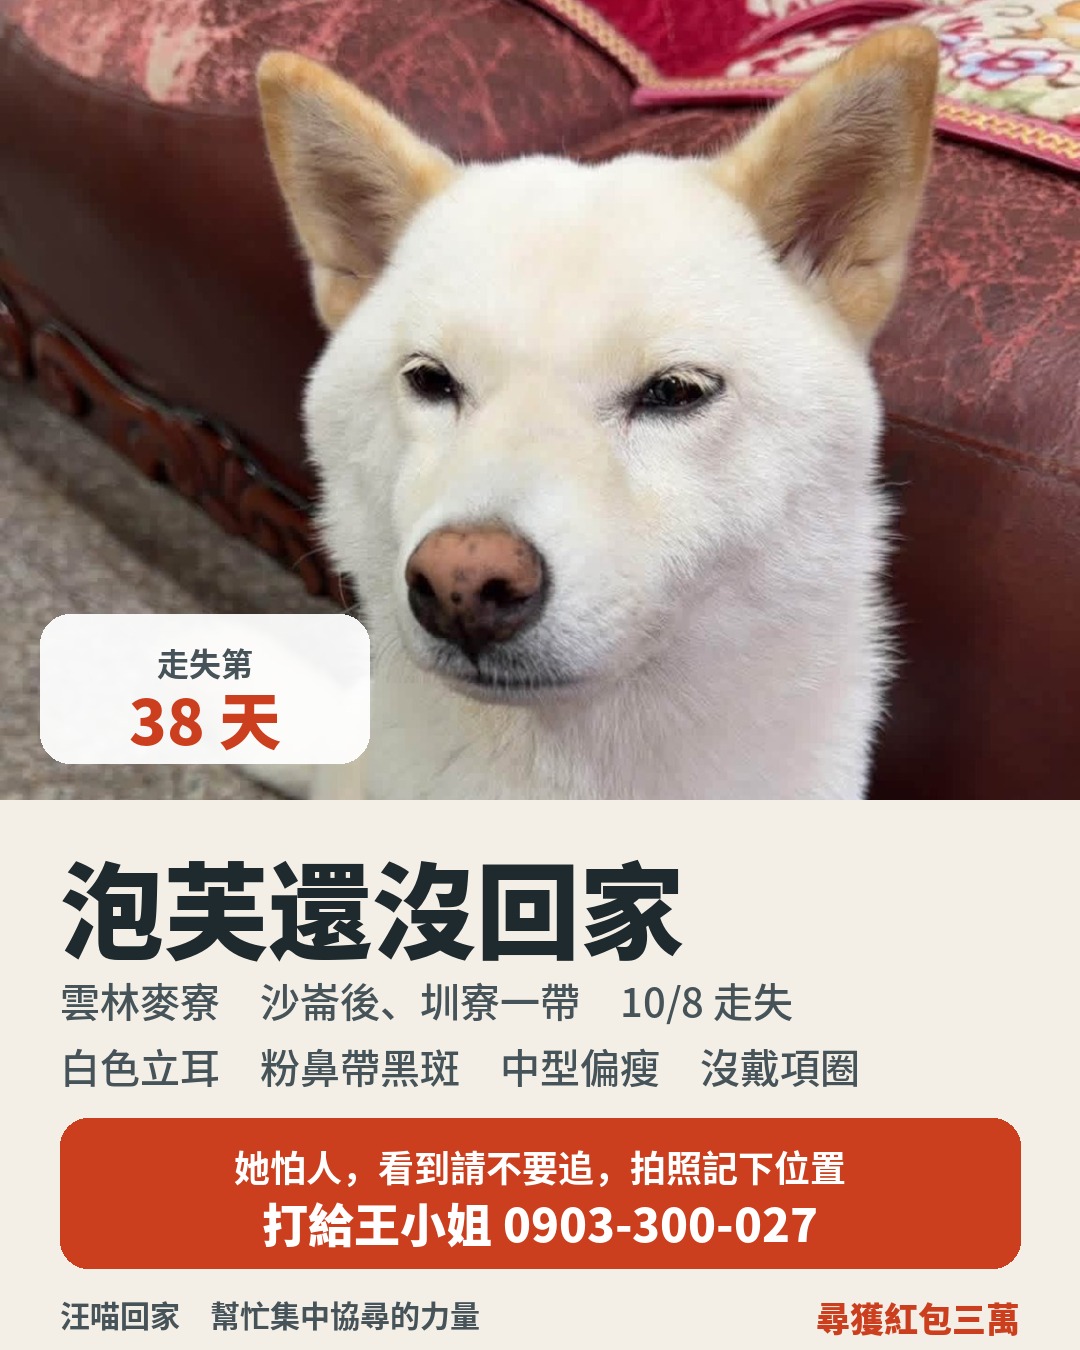 走失第
38 天
泡芙還沒回家
雲林麥寮　沙崙後、圳寮一帶　10/8 走失
白色立耳　粉鼻帶黑斑　中型偏瘦　沒戴項圈
她怕人，看到請不要追，拍照記下位置
打給王小姐 0903-300-027
汪喵回家　幫忙集中協尋的力量
尋獲紅包三萬